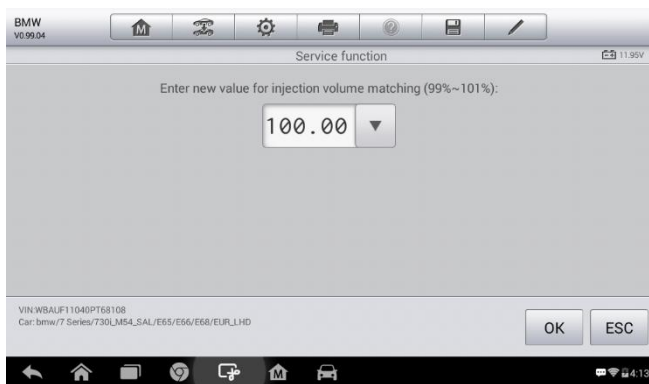 BMW
V0.99.04
Service function
11.95V
Enter new value for injection volume matching (99%~101%):
100.00
VIN:WBAUF11040PT68108
Car: bmw/7 Series/730i_M54_SAL/E65/E66/E68/EUR_LHD
OK
ESC
4:13